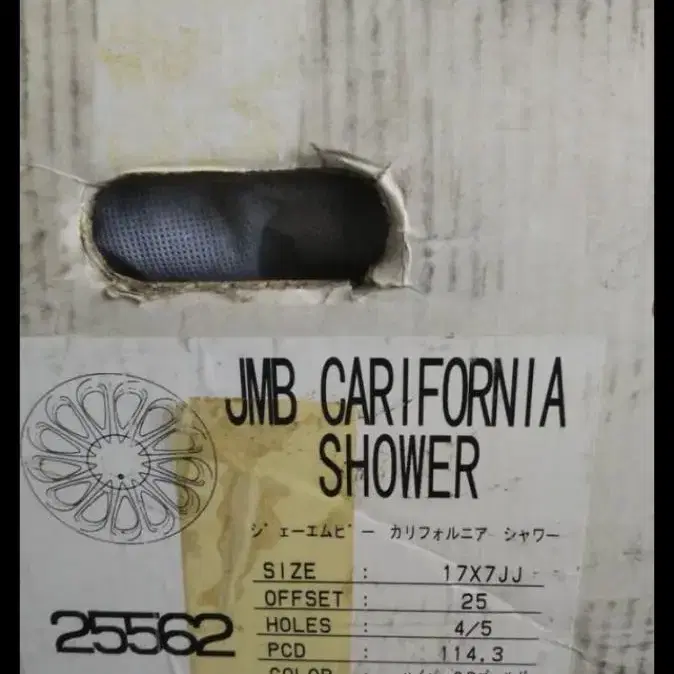 JMB CARIFORNIA
SHOWER
ジェーエムビー カリフォルニア シャワー
SIZE : 17X7JJ
OFFSET : 25
HOLES : 4/5
25562
PCD : 114.3
COLOR :